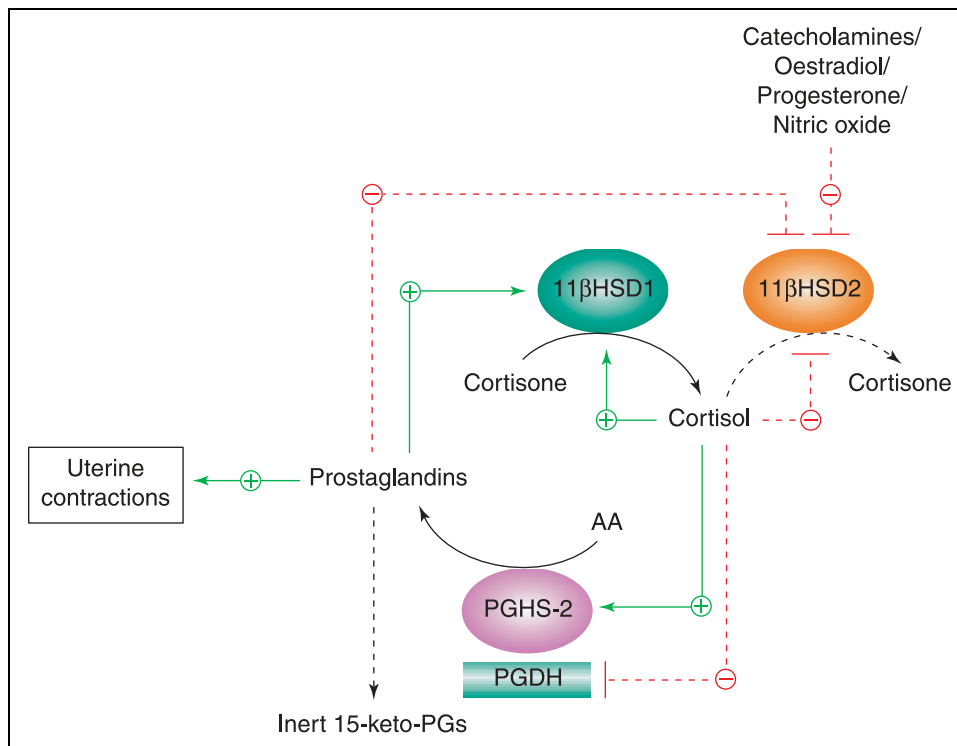 Catecholamines/
Oestradiol/
Progesterone/
Nitric oxide
−
−
11βHSD1
11βHSD2
+
Cortisone
Cortisone
+
Cortisol
−
Uterine
contractions
+
Prostaglandins
AA
PGHS-2
+
PGDH
−
Inert 15-keto-PGs